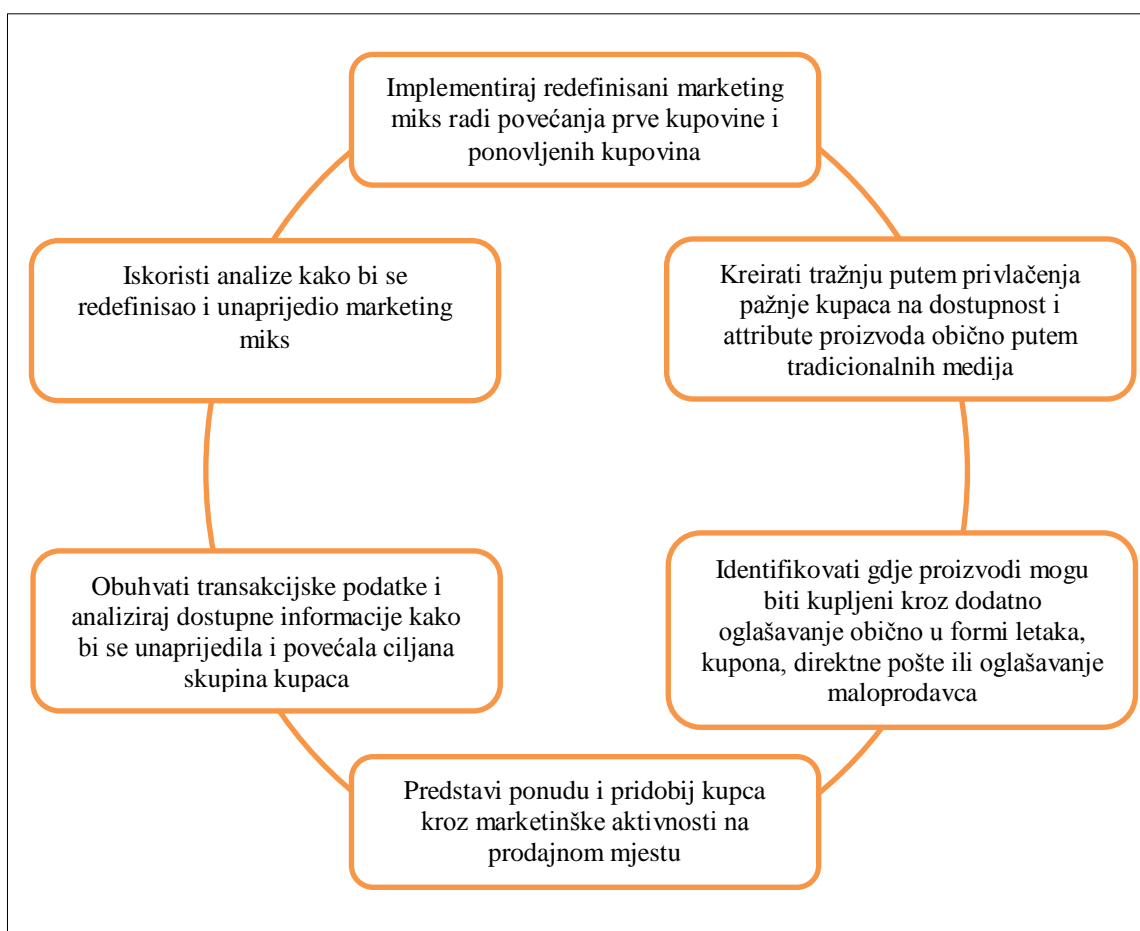 Implementiraj redefinisani marketing
miks radi povećanja prve kupovine i
ponovljenih kupovina
Kreirati tražnju putem privlačenja
pažnje kupaca na dostupnost i
attribute proizvoda obično putem
tradicionalnih medija
Identifikovati gdje proizvodi mogu
biti kupljeni kroz dodatno
oglašavanje obično u formi letaka,
kupona, direktne pošte ili oglašavanje
maloprodavca
Predstavi ponudu i pridobij kupca
kroz marketinške aktivnosti na
prodajnom mjestu
Obuhvati transakcijske podatke i
analiziraj dostupne informacije kako
bi se unaprijedila i povećala ciljana
skupina kupaca
Iskoristi analize kako bi se
redefinisao i unaprijedio marketing
miks